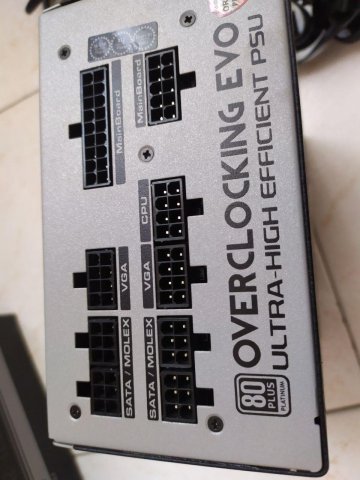 MainBoard
MainBoard
CPU
VGA
VGA
SATA / MOLEX
SATA / MOLEX
OVERCLOCKING EVO
ULTRA-HIGH EFFICIENT PSU
80
PLUS
PLATINUM